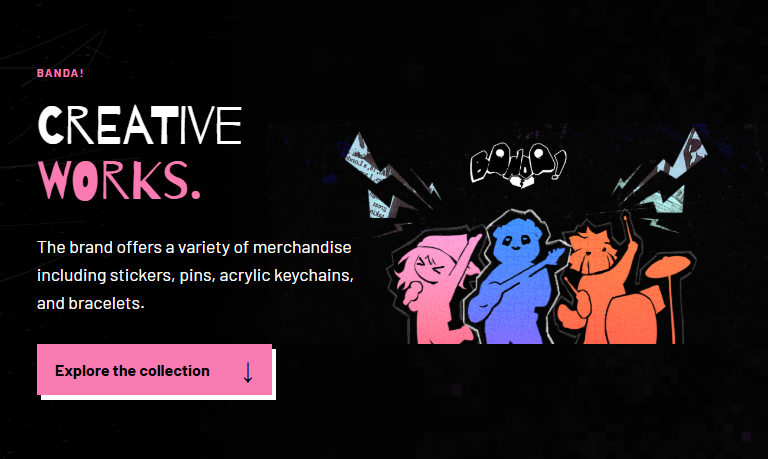 BANDA!
CREATIVE
WORKS.
BANDA!
The brand offers a variety of merchandise
including stickers, pins, acrylic keychains,
and bracelets.
Explore the collection ↓